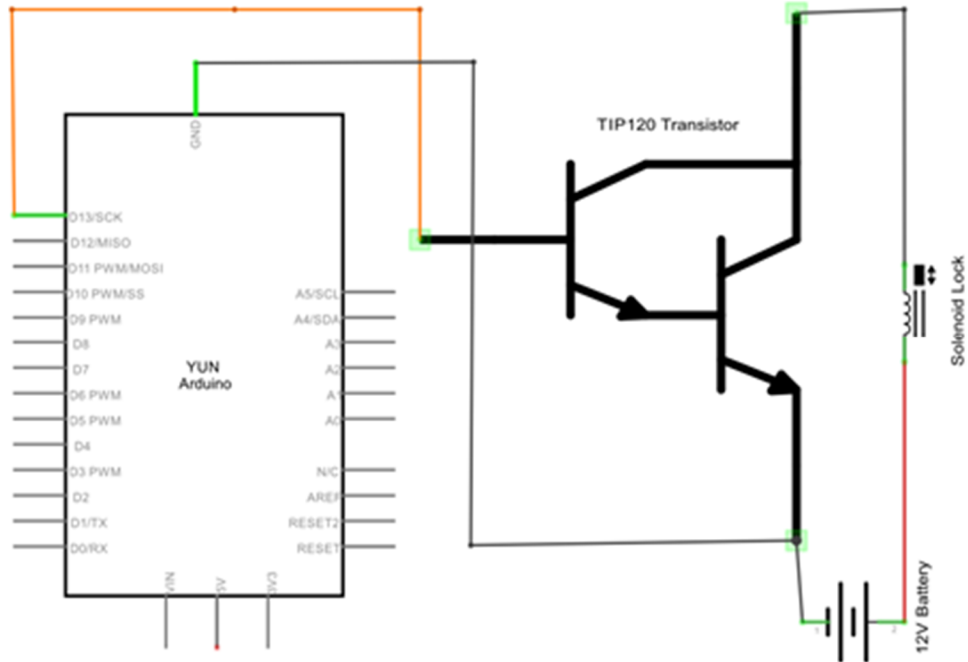 TIP120 Transistor
GND
D13/SCK
D12/MISO
D11 PWM/MOSI
D10 PWM/SS
A5/SCL
D9 PWM
A4/SDA
D8
A3
D7
A2
YUN
Arduino
D6 PWM
A1
D5 PWM
A0
D4
D3 PWM
N/C
D2
AREF
D1/TX
RESET2
D0/RX
RESET
VIN
5V
3V3
Solenoid Lock
12V Battery
1
2